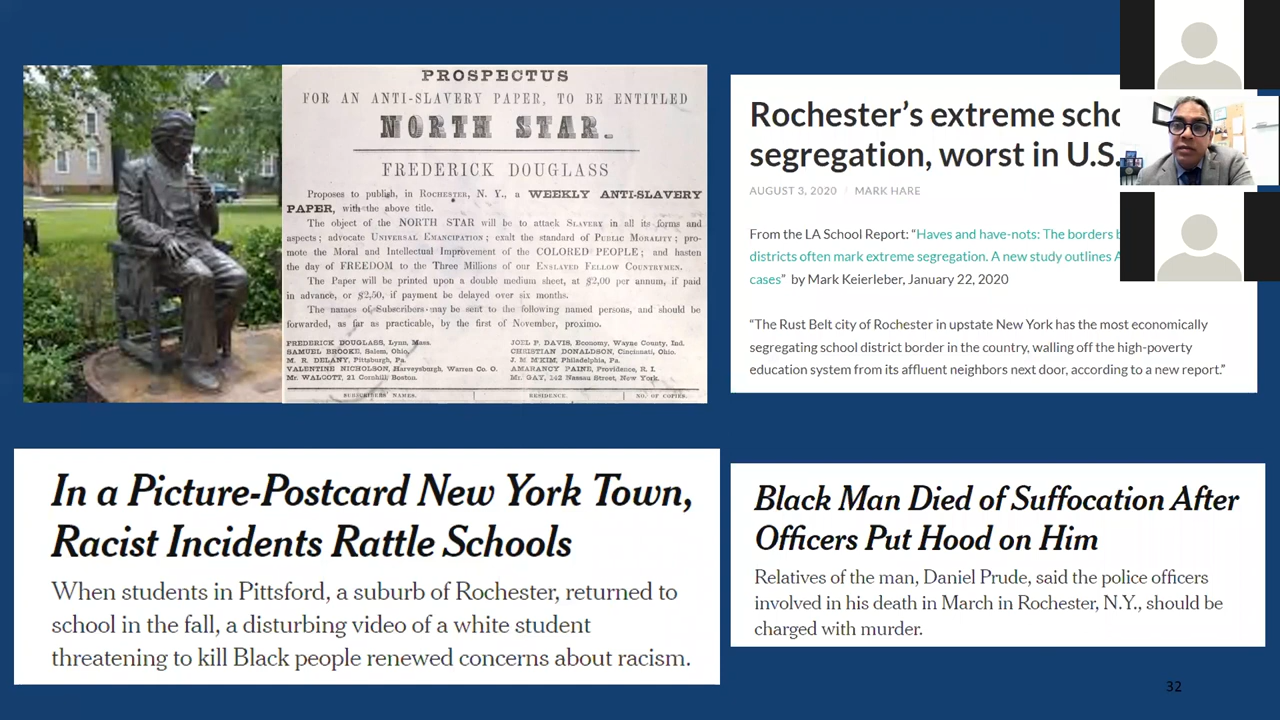 PROSPECTUS
FOR AN ANTI-SLAVERY PAPER, TO BE ENTITLED
NORTH STAR.
FREDERICK DOUGLASS
Proposes to publish, in Rochester, N. Y., a WEEKLY ANTI-SLAVERY
PAPER, with the above title.
The object of the NORTH STAR will be to attack Slavery in all its forms and
aspects; advocate Universal Emancipation; exalt the standard of Public Morality; pro-
mote the Moral and Intellectual Improvement of the COLORED PEOPLE; and hasten
the day of FREEDOM to the Three Millions of our Enslaved Fellow Countrymen.
The Paper will be printed upon a double medium sheet, at $2,00 per annum, if paid
in advance, or $2,50, if payment be delayed over six months.
The names of Subscribers may be sent to the following named persons, and should be
forwarded, as far as practicable, by the first of November, proximo.
FREDERICK DOUGLASS, Lynn, Mass.
SAMUEL BROOKE, Salem, Ohio.
M. R. DELANY, Pittsburgh, Pa.
VALENTINE NICHOLSON, Harveysburgh, Warren Co. O.
Mr. WALCOTT, 21 Cornhill, Boston.
JOEL P. DAVIS, Economy, Wayne County, Ind.
CHRISTIAN DONALDSON, Cincinnati, Ohio.
J. M. M'KIM, Philadelphia, Pa.
AMARANCY PAINE, Providence, R. I.
Mr. GAY, 142 Nassau Street, New York.
SUBSCRIBERS' NAMES. RESIDENCE. NO. OF COPIES.
Rochester's extreme scho
segregation, worst in U.S.
AUGUST 3, 2020 / MARK HARE
From the LA School Report: “Haves and have-nots: The borders b
districts often mark extreme segregation. A new study outlines A
cases” by Mark Keierleber, January 22, 2020
“The Rust Belt city of Rochester in upstate New York has the most economically
segregating school district border in the country, walling off the high-poverty
education system from its affluent neighbors next door, according to a new report.”
In a Picture-Postcard New York Town,
Racist Incidents Rattle Schools
When students in Pittsford, a suburb of Rochester, returned to
school in the fall, a disturbing video of a white student
threatening to kill Black people renewed concerns about racism.
Black Man Died of Suffocation After
Officers Put Hood on Him
Relatives of the man, Daniel Prude, said the police officers
involved in his death in March in Rochester, N.Y., should be
charged with murder.
32